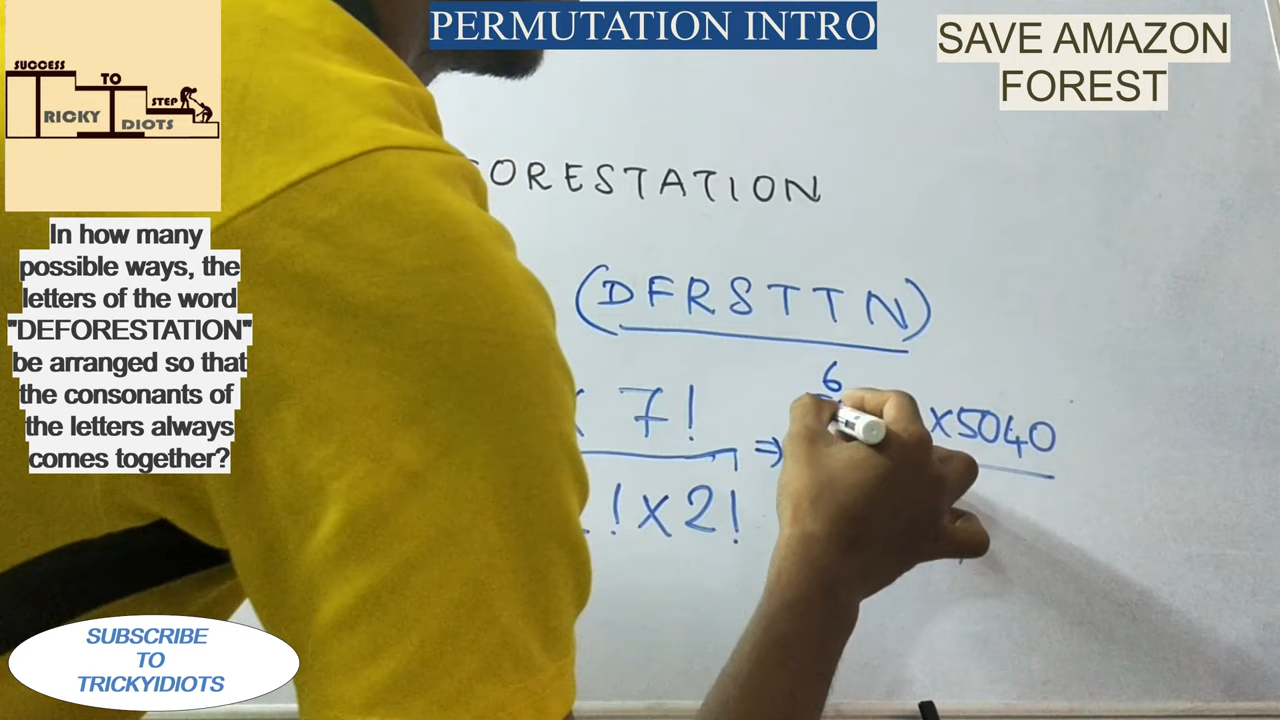 PERMUTATION INTRO
SAVE AMAZON
FOREST
SUCCESS
TO
STEP
RICKY
DIOTS
In how many
possible ways, the
letters of the word
"DEFORESTATION"
be arranged so that
the consonants of
the letters always
comes together?
ORESTATION
(DFRSTTN)
7!
6
⇒
x5040
! x 2!
SUBSCRIBE
TO
TRICKYIDIOTS